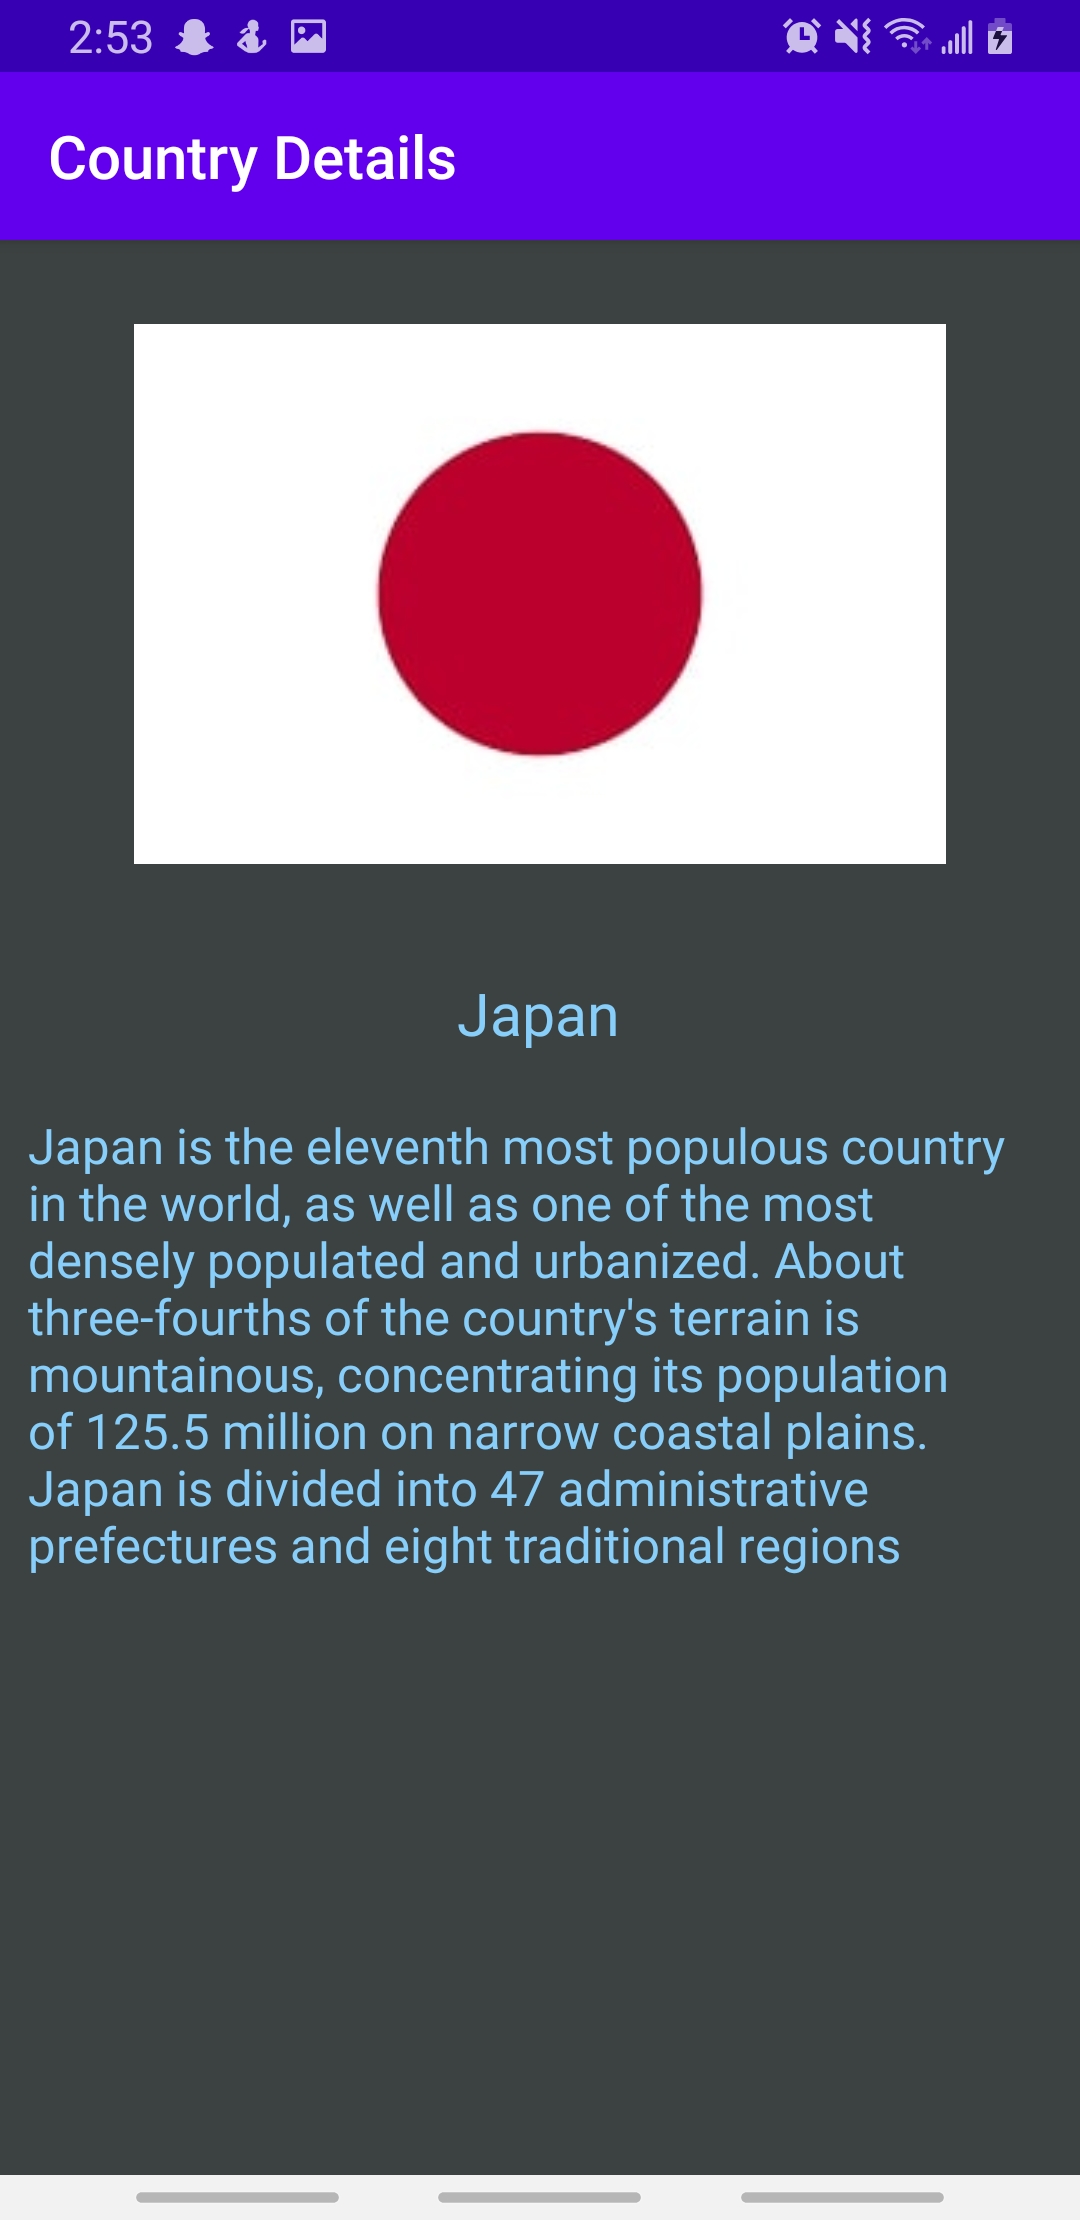 2:53
Country Details
Japan
Japan is the eleventh most populous country
in the world, as well as one of the most
densely populated and urbanized. About
three-fourths of the country's terrain is
mountainous, concentrating its population
of 125.5 million on narrow coastal plains.
Japan is divided into 47 administrative
prefectures and eight traditional regions